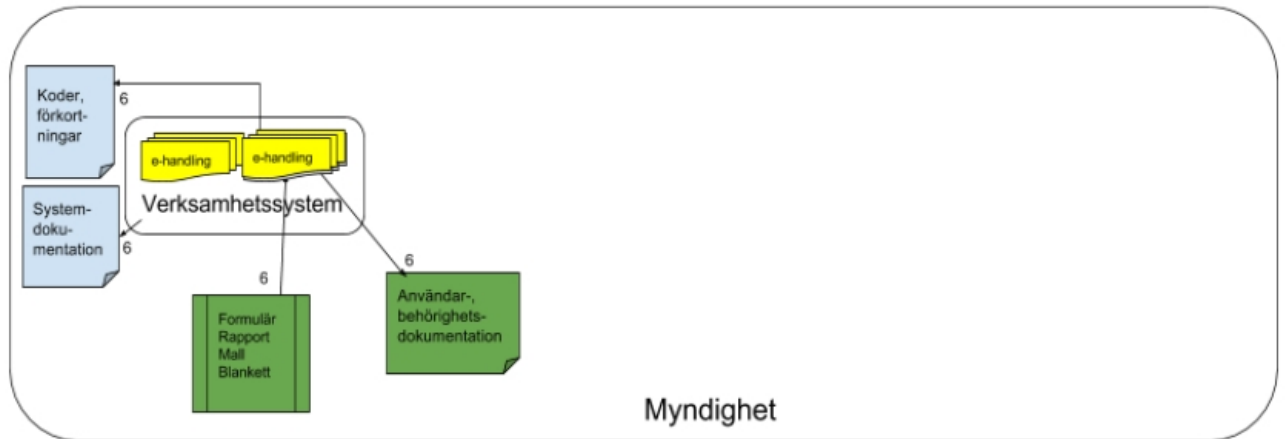 Koder,
förkort-
ningar
6
e-handling
e-handling
Verksamhetssystem
System-
doku-
mentation
6
6
6
Formulär
Rapport
Mall
Blankett
Användar-,
behörighets-
dokumentation
Myndighet